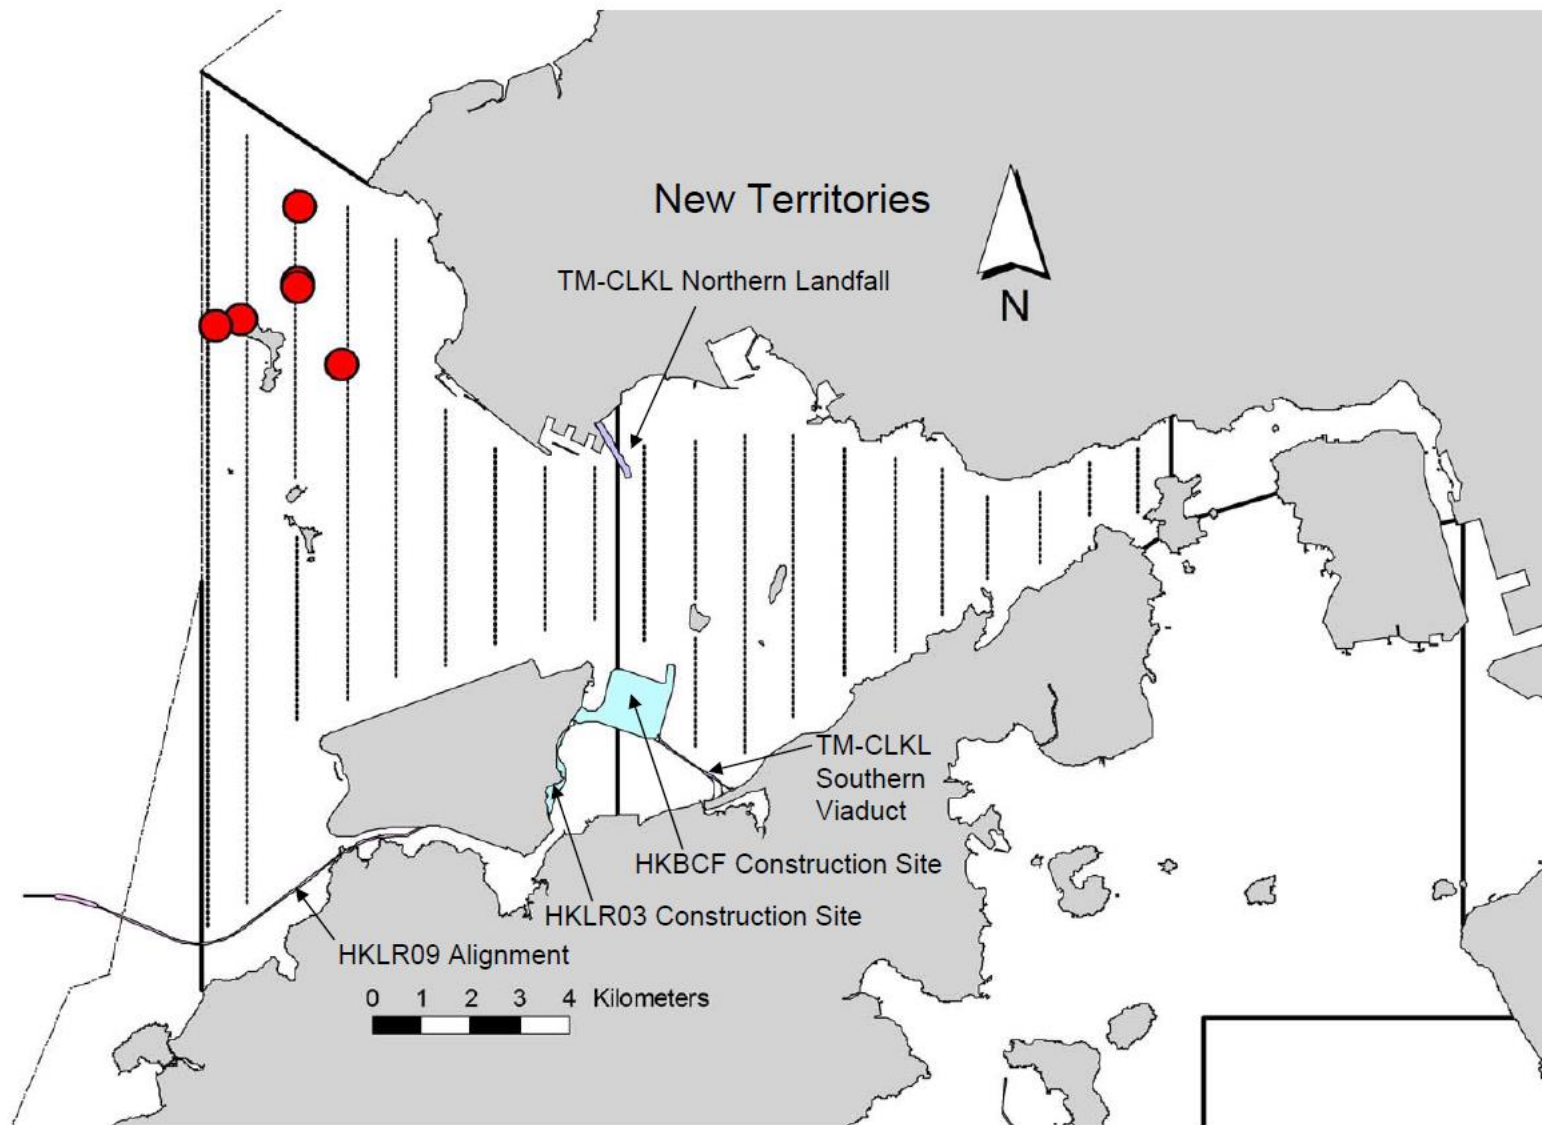 New Territories
TM-CLKL Northern Landfall
N
TM-CLKL
Southern
Viaduct
HKBCF Construction Site
HKLR03 Construction Site
HKLR09 Alignment
0 1 2 3 4 Kilometers